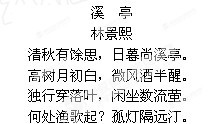 溪 亭
林景熙
清秋有馀思，日暮尚溪亭。
高树月初白，微风酒半醒。
独行穿落叶，闲坐数流萤。
何处渔歌起？孤灯隔远汀。